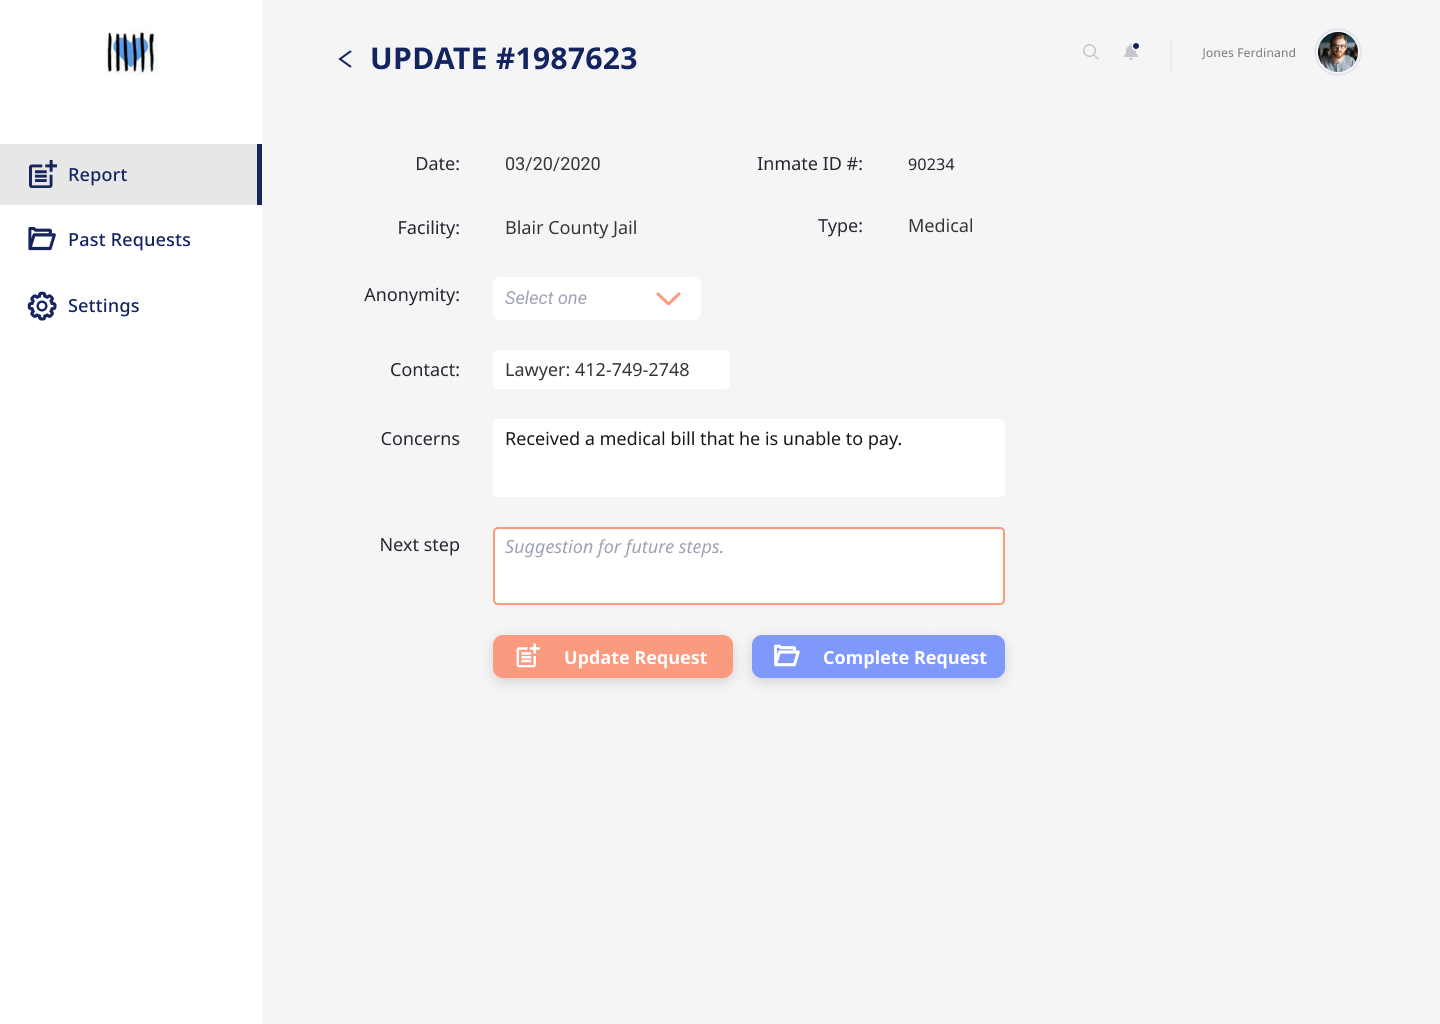 UPDATE #1987623
Jones Ferdinand
Report
Past Requests
Settings
Date: 03/20/2020 Inmate ID #: 90234
Facility: Blair County Jail Type: Medical
Anonymity: Select one
Contact: Lawyer: 412-749-2748
Concerns Received a medical bill that he is unable to pay.
Next step Suggestion for future steps.
Update Request Complete Request